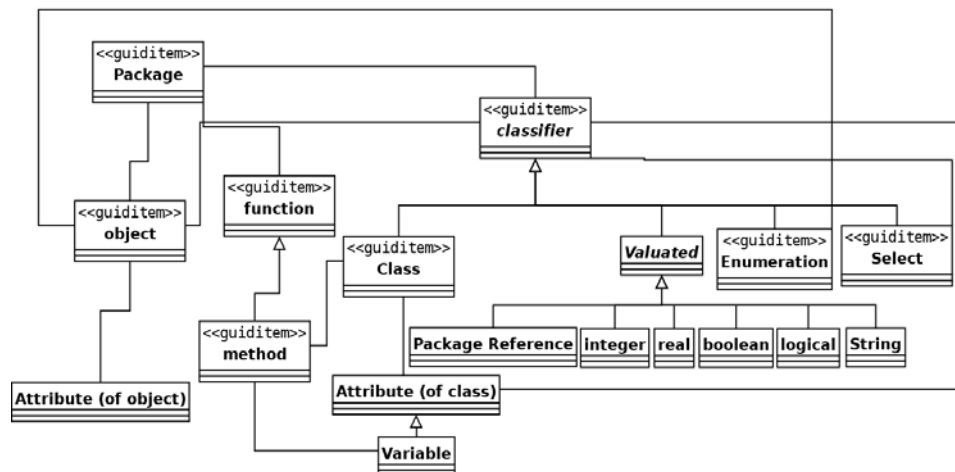 <<guiditem>>
Package
<<guiditem>>
classifier
<<guiditem>>
object
<<guiditem>>
function
<<guiditem>>
Class
Valuated
<<guiditem>>
Enumeration
<<guiditem>>
Select
<<guiditem>>
method
Package Reference
integer
real
boolean
logical
String
Attribute (of object)
Attribute (of class)
Variable